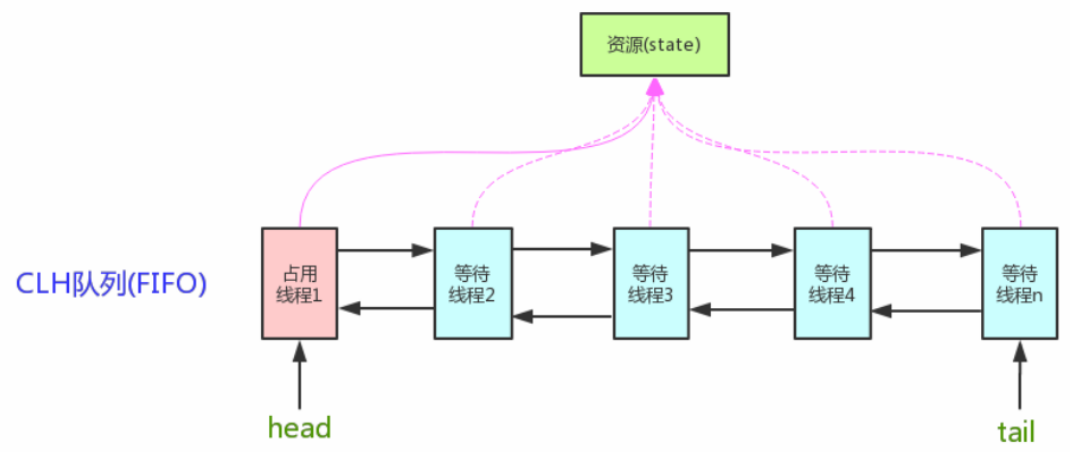 资源(state)
CLH队列(FIFO)
占用
线程1
等待
线程2
等待
线程3
等待
线程4
等待
线程n
head
tail